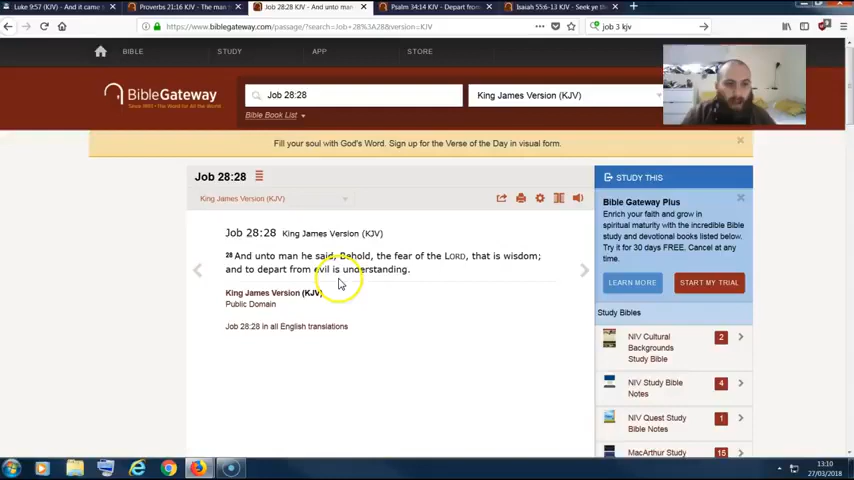 Luke 9:57 (KJV) - And it came t
Proverbs 21:16 KJV - The man t
Job 28:28 KJV - And unto man
Psalm 34:14 KJV - Depart from
Isaiah 55:6-13 KJV - Seek ye th
https://www.biblegateway.com/passage/?search=Job+28%3A28&version=KJV
job 3 kjv
BIBLE STUDY APP STORE
BibleGateway
Job 28:28
King James Version (KJV)
Bible Book List
Fill your soul with God's Word. Sign up for the Verse of the Day in visual form.
Job 28:28
King James Version (KJV)
Job 28:28 King James Version (KJV)
28 And unto man he said, Behold, the fear of the LORD, that is wisdom;
and to depart from evil is understanding.
King James Version (KJV)
Public Domain
Job 28:28 in all English translations
STUDY THIS
Bible Gateway Plus
Enrich your faith and grow in
spiritual maturity with the incredible Bible
study and devotional books listed below.
Try it for 30 days FREE. Cancel at any
time.
LEARN MORE START MY TRIAL
Study Bibles
NIV Cultural
Backgrounds
Study Bible
2
NIV Study Bible
Notes
4
NIV Quest Study
Bible Notes
1
MacArthur Study
15
13:10
27/03/2018